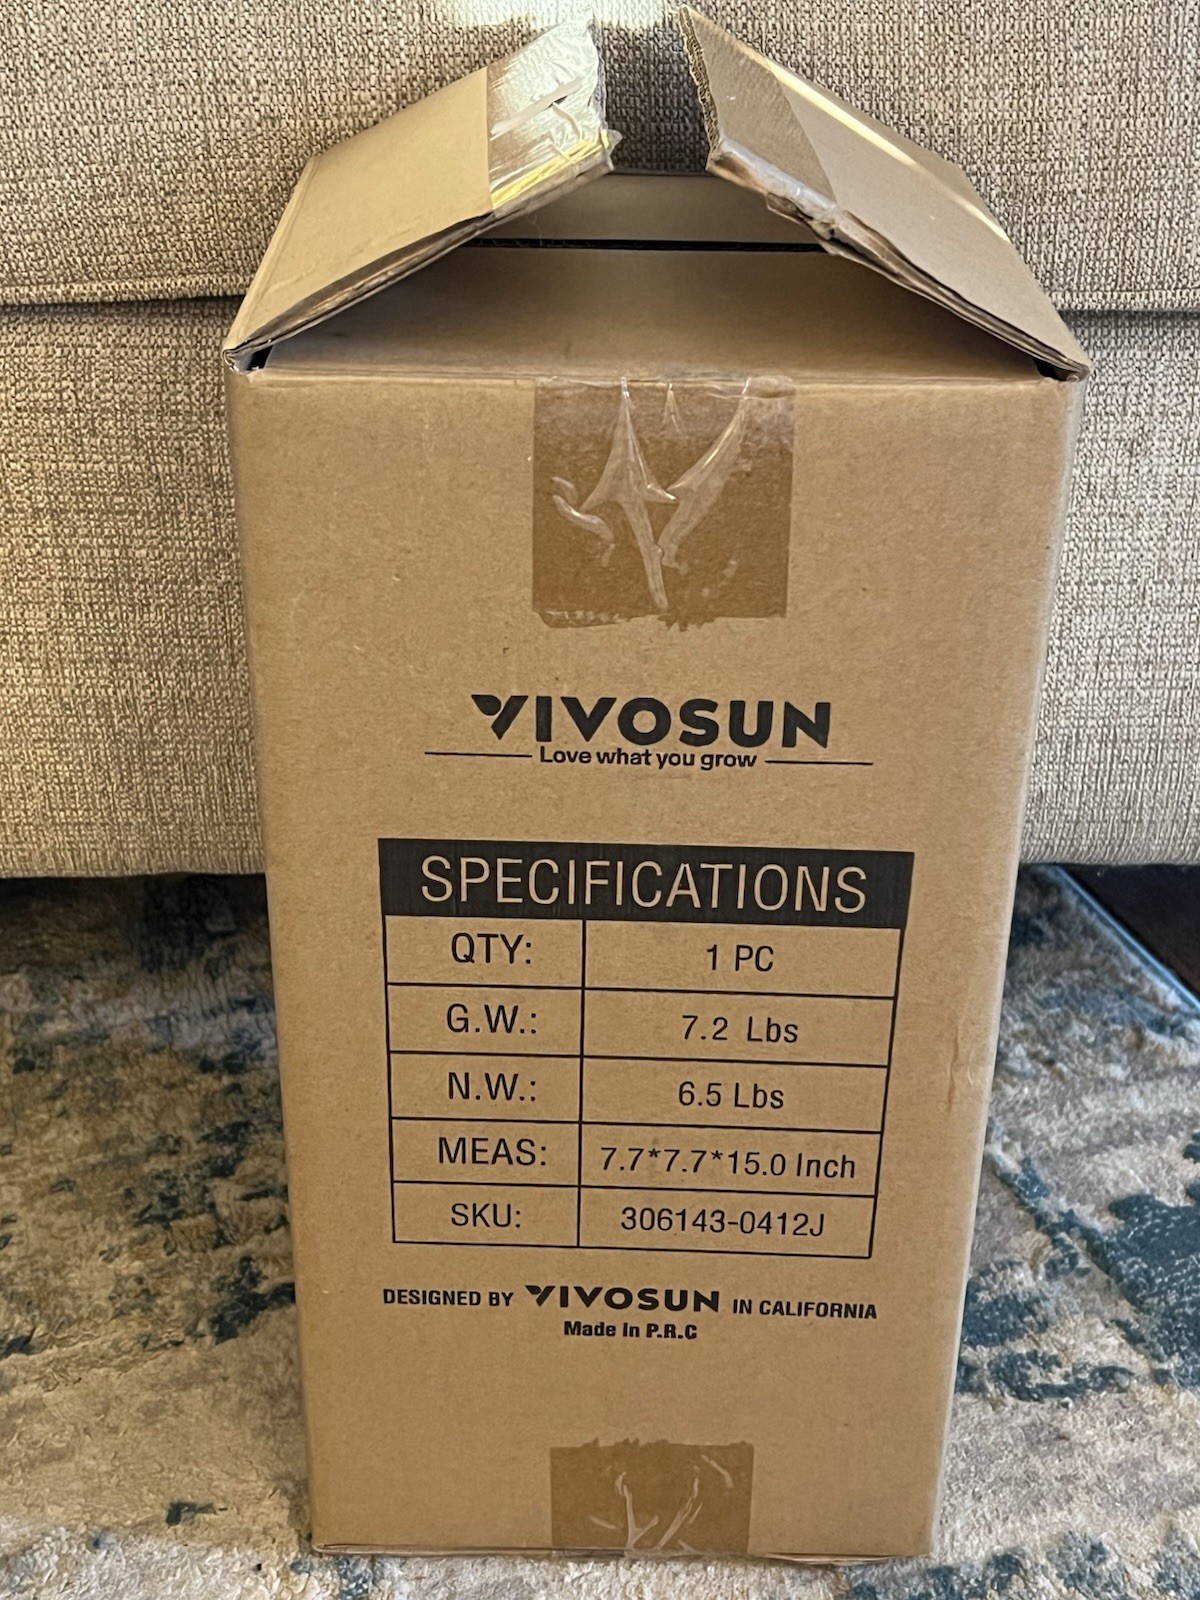 VIVOSUN
Love what you grow
SPECIFICATIONS
QTY: 1 PC
G.W.: 7.2 Lbs
N.W.: 6.5 Lbs
MEAS: 7.7*7.7*15.0 Inch
SKU: 306143-0412J
DESIGNED BY VIVOSUN IN CALIFORNIA
Made in P.R.C